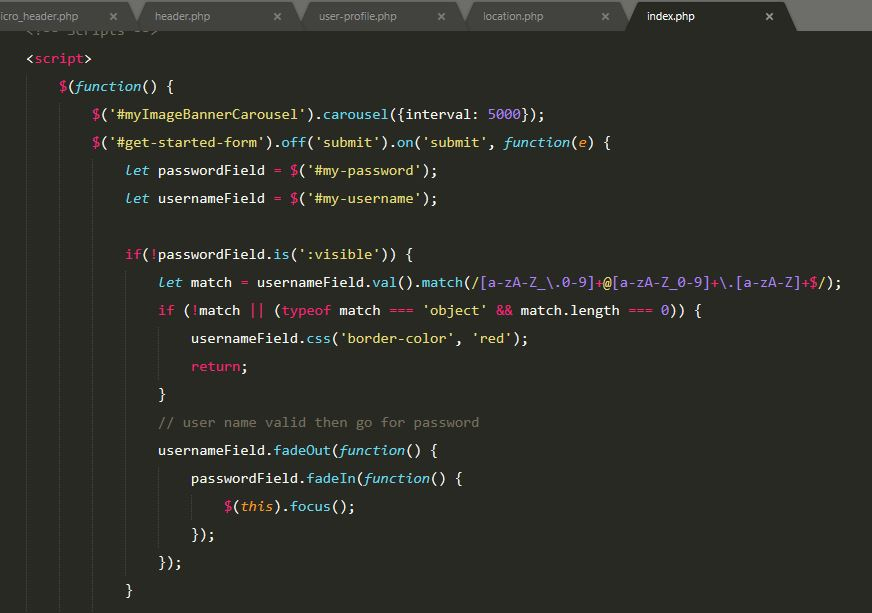 icro_header.php × header.php × user-profile.php × location.php × index.php ×
<!-- Scripts -->
<script>
$(function() {
$('#myImageBannerCarousel').carousel({interval: 5000});
$('#get-started-form').off('submit').on('submit', function(e) {
let passwordField = $('#my-password');
let usernameField = $('#my-username');
if(!passwordField.is(':visible')) {
let match = usernameField.val().match(/[a-zA-Z_\.0-9]+@[a-zA-Z_0-9]+\.[a-zA-Z]+$/);
if (!match || (typeof match === 'object' && match.length === 0)) {
usernameField.css('border-color', 'red');
return;
}
// user name valid then go for password
usernameField.fadeOut(function() {
passwordField.fadeIn(function() {
$(this).focus();
});
});
}